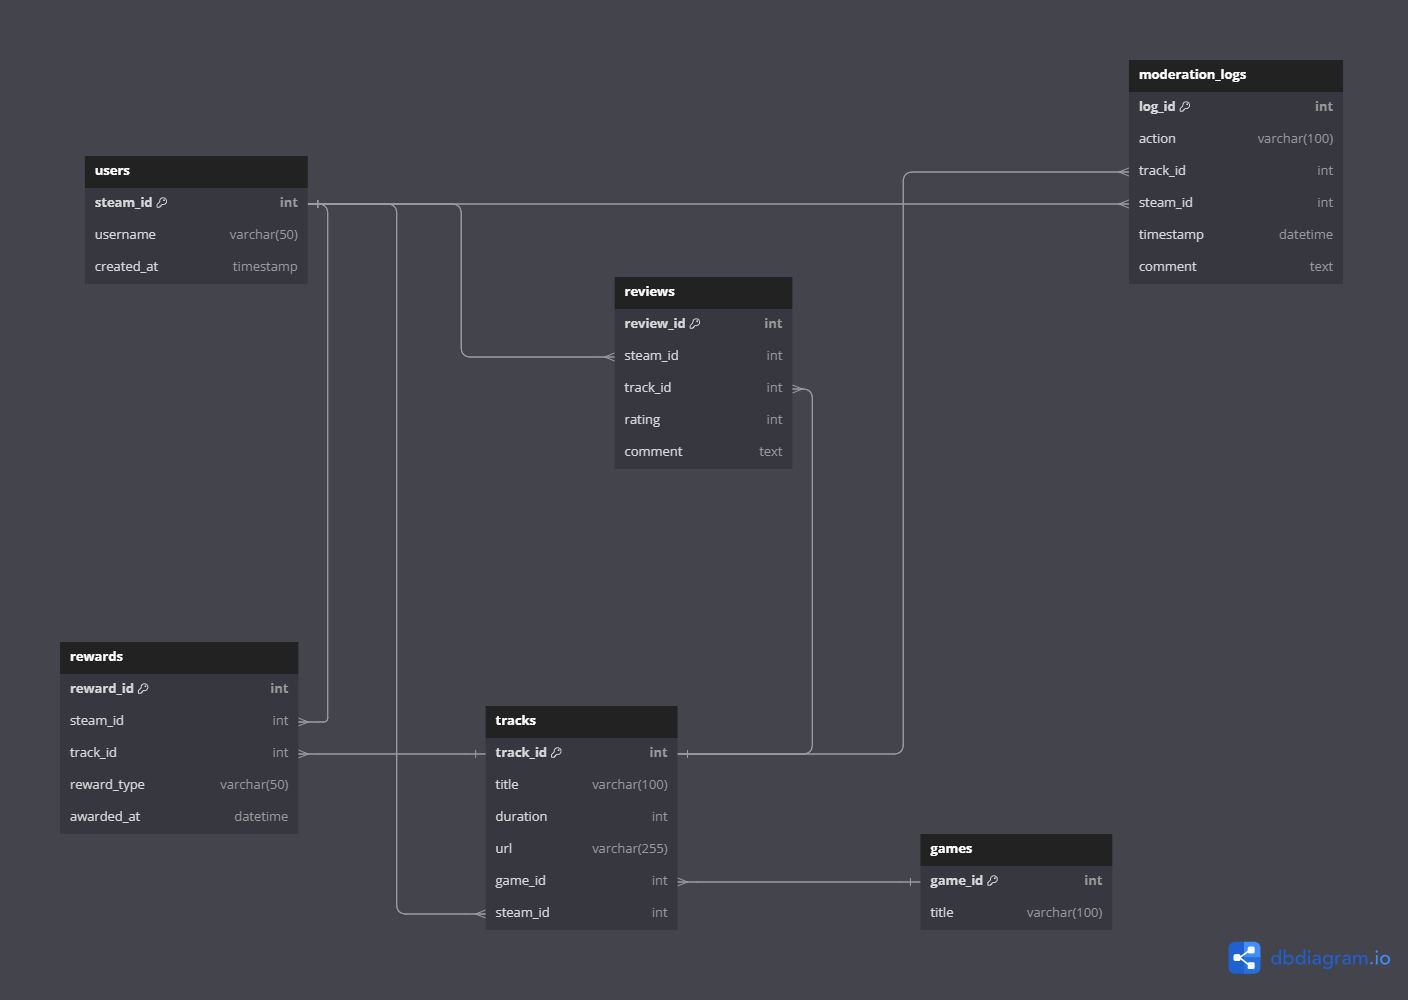 moderation_logs
log_id int
action varchar(100)
track_id int
steam_id int
timestamp datetime
comment text
users
steam_id int
username varchar(50)
created_at timestamp
reviews
review_id int
steam_id int
track_id int
rating int
comment text
rewards
reward_id int
steam_id int
track_id int
reward_type varchar(50)
awarded_at datetime
tracks
track_id int
title varchar(100)
duration int
url varchar(255)
game_id int
steam_id int
games
game_id int
title varchar(100)
dbdiagram.io